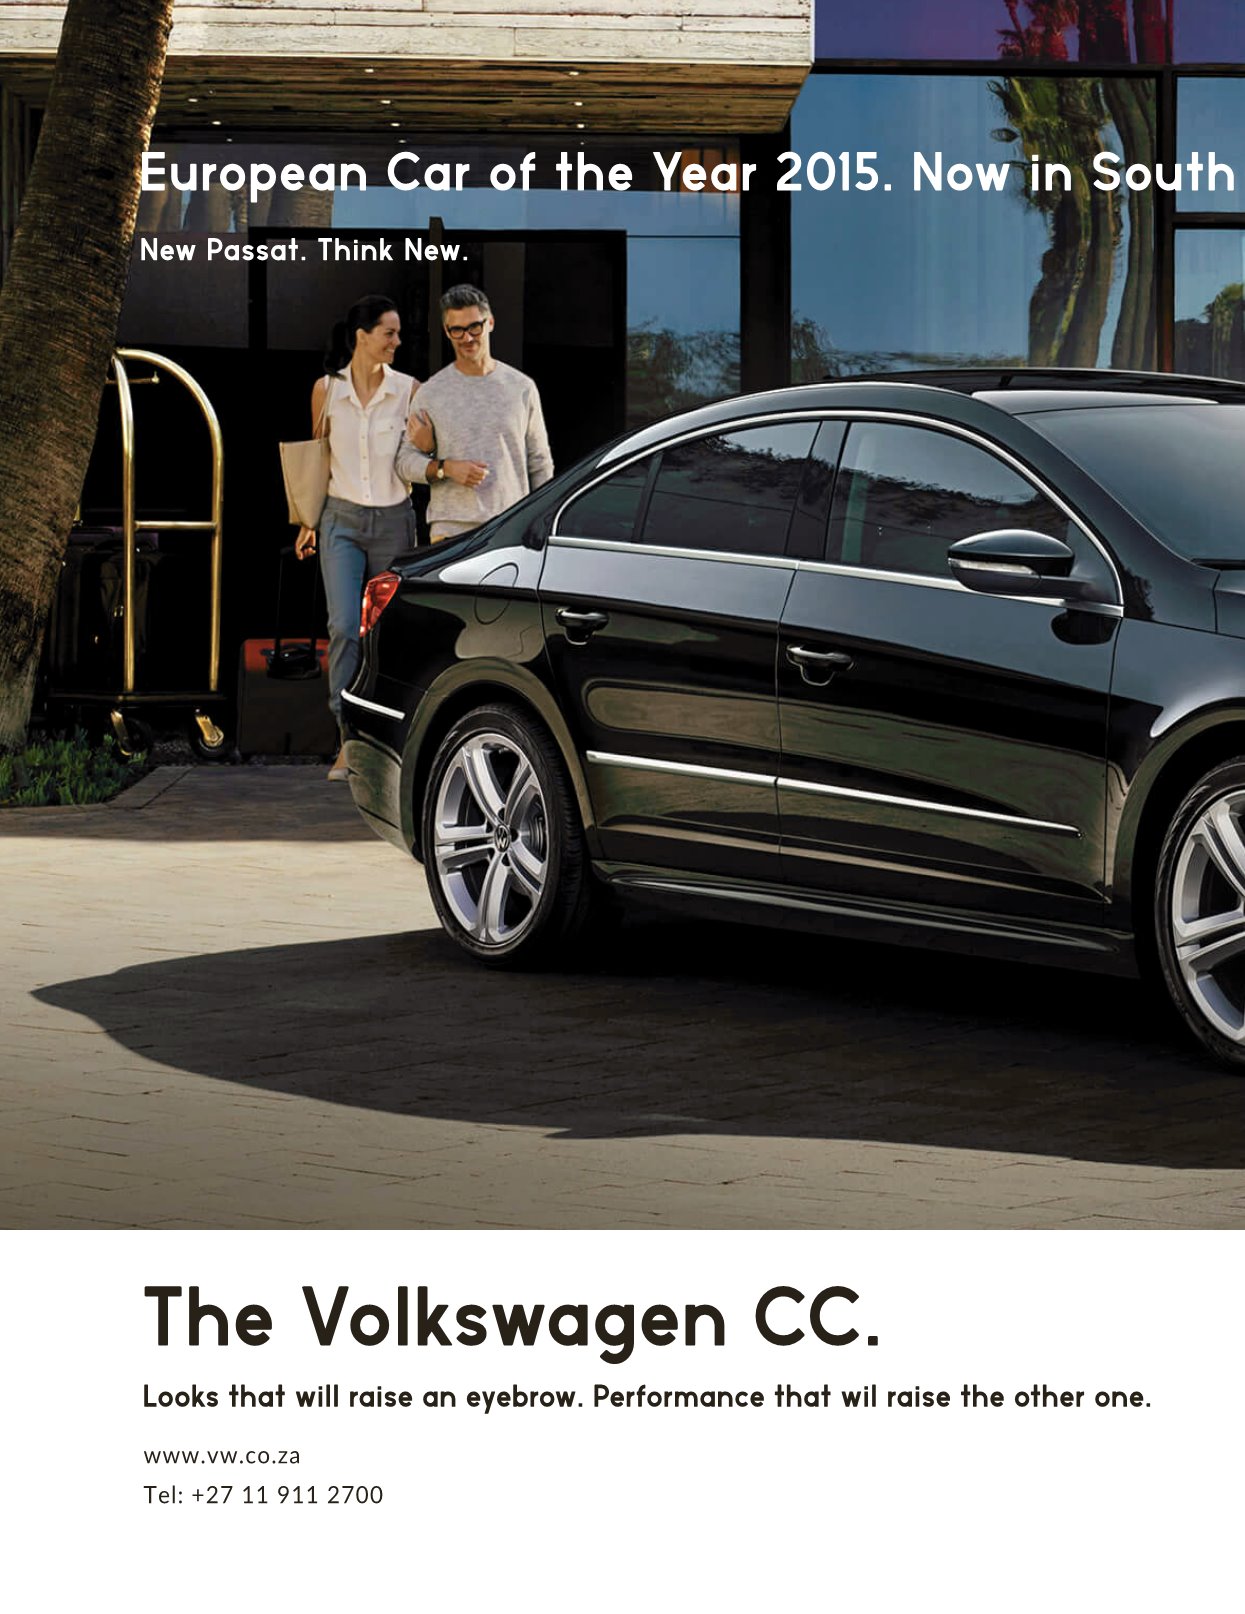 European Car of the Year 2015. Now in South
New Passat. Think New.
The Volkswagen CC.
Looks that will raise an eyebrow. Performance that wil raise the other one.
www.vw.co.za
Tel: +27 11 911 2700